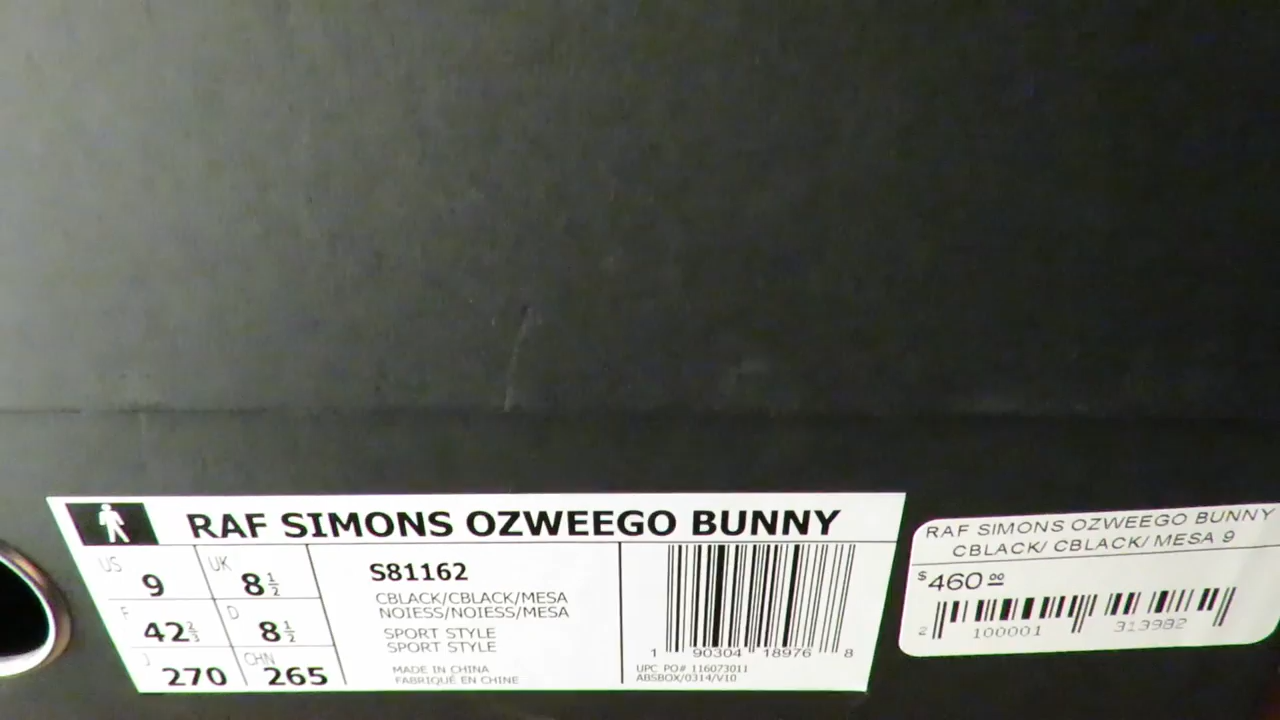 RAF SIMONS OZWEEGO BUNNY
US 9 UK 8½
F 42⅔ D 8½
J 270 CHN 265
S81162
CBLACK/CBLACK/MESA
NOIESS/NOIESS/MESA
SPORT STYLE
SPORT STYLE
MADE IN CHINA
FABRIQUÉ EN CHINE
1 90304 18976 8
UPC PO# 116073011
ABSBOX/0314/V10
RAF SIMONS OZWEEGO BUNNY
CBLACK/ CBLACK/ MESA 9
$460.00
2 100001 313982